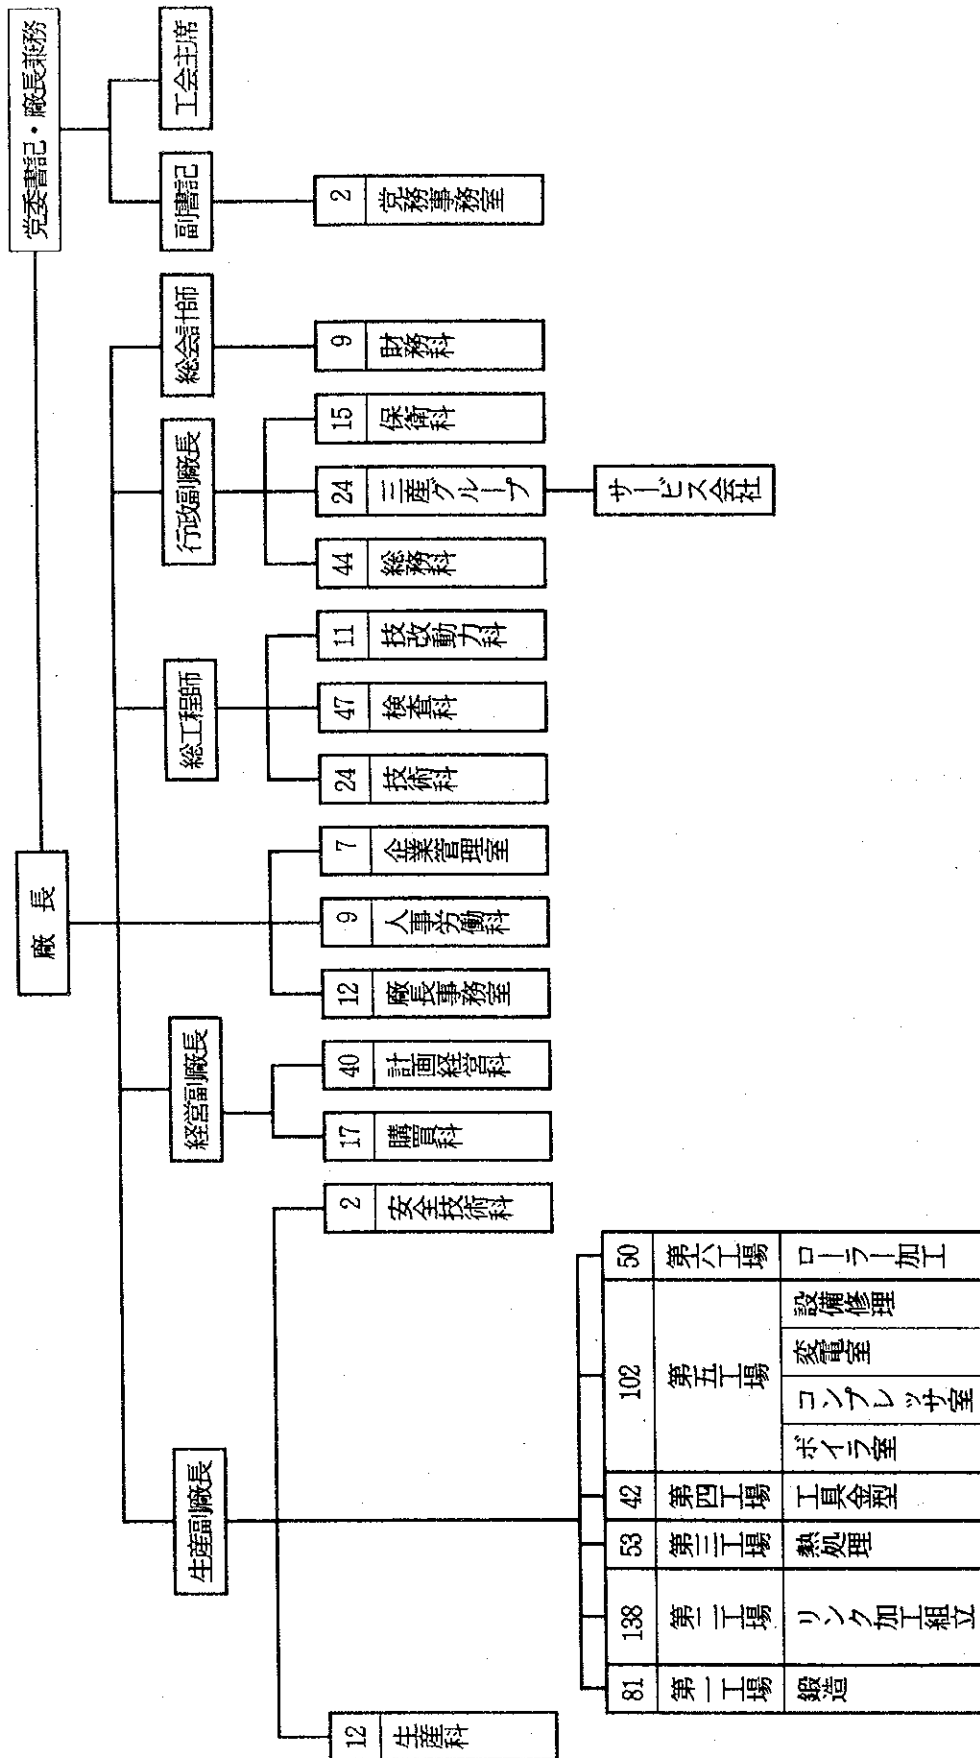 廠長
党委書記・廠長兼務
生産副廠長
経営副廠長
総工程師
行政副廠長
総会計師
副書記
工会主席
12
生産科
2
安全技術科
17
購買科
40
計画経営科
12
廠長事務室
9
人事労働科
7
企業管理室
24
技術科
47
検査科
11
技改動力科
44
総務科
24
三産グループ
15
保衛科
9
財務科
2
党務事務室
サービス会社
81
第一工場
鍛造
138
第二工場
リンク加工組立
53
第三工場
熱処理
42
第四工場
工具金型
102
第五工場
ボイラ室
コンプレッサ室
変電室
設備修理
50
第六工場
ローラー加工